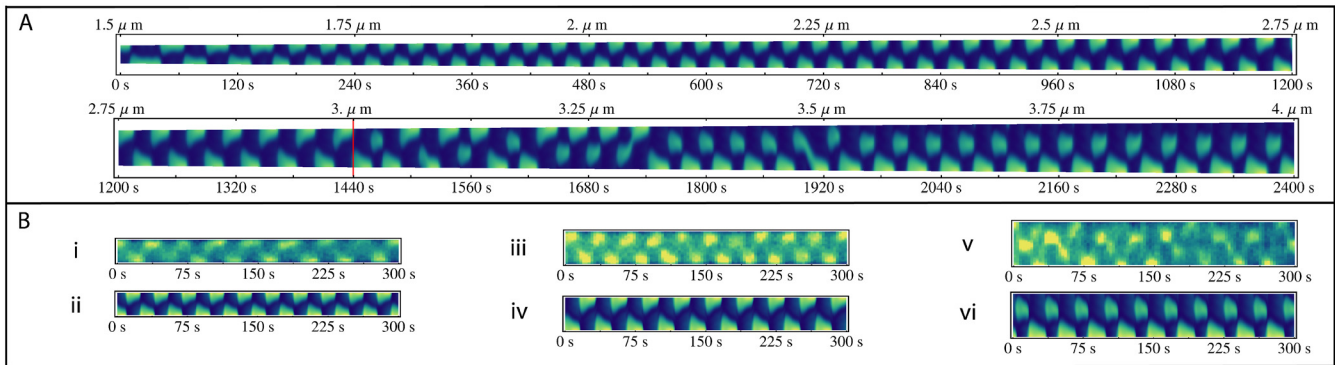 A
1.5 μ m 1.75 μ m 2. μ m 2.25 μ m 2.5 μ m 2.75 μ m
0 s 120 s 240 s 360 s 480 s 600 s 720 s 840 s 960 s 1080 s 1200 s
2.75 μ m 3. μ m 3.25 μ m 3.5 μ m 3.75 μ m 4. μ m
1200 s 1320 s 1440 s 1560 s 1680 s 1800 s 1920 s 2040 s 2160 s 2280 s 2400 s
B
i
0 s 75 s 150 s 225 s 300 s
ii
0 s 75 s 150 s 225 s 300 s
iii
0 s 75 s 150 s 225 s 300 s
iv
0 s 75 s 150 s 225 s 300 s
v
0 s 75 s 150 s 225 s 300 s
vi
0 s 75 s 150 s 225 s 300 s